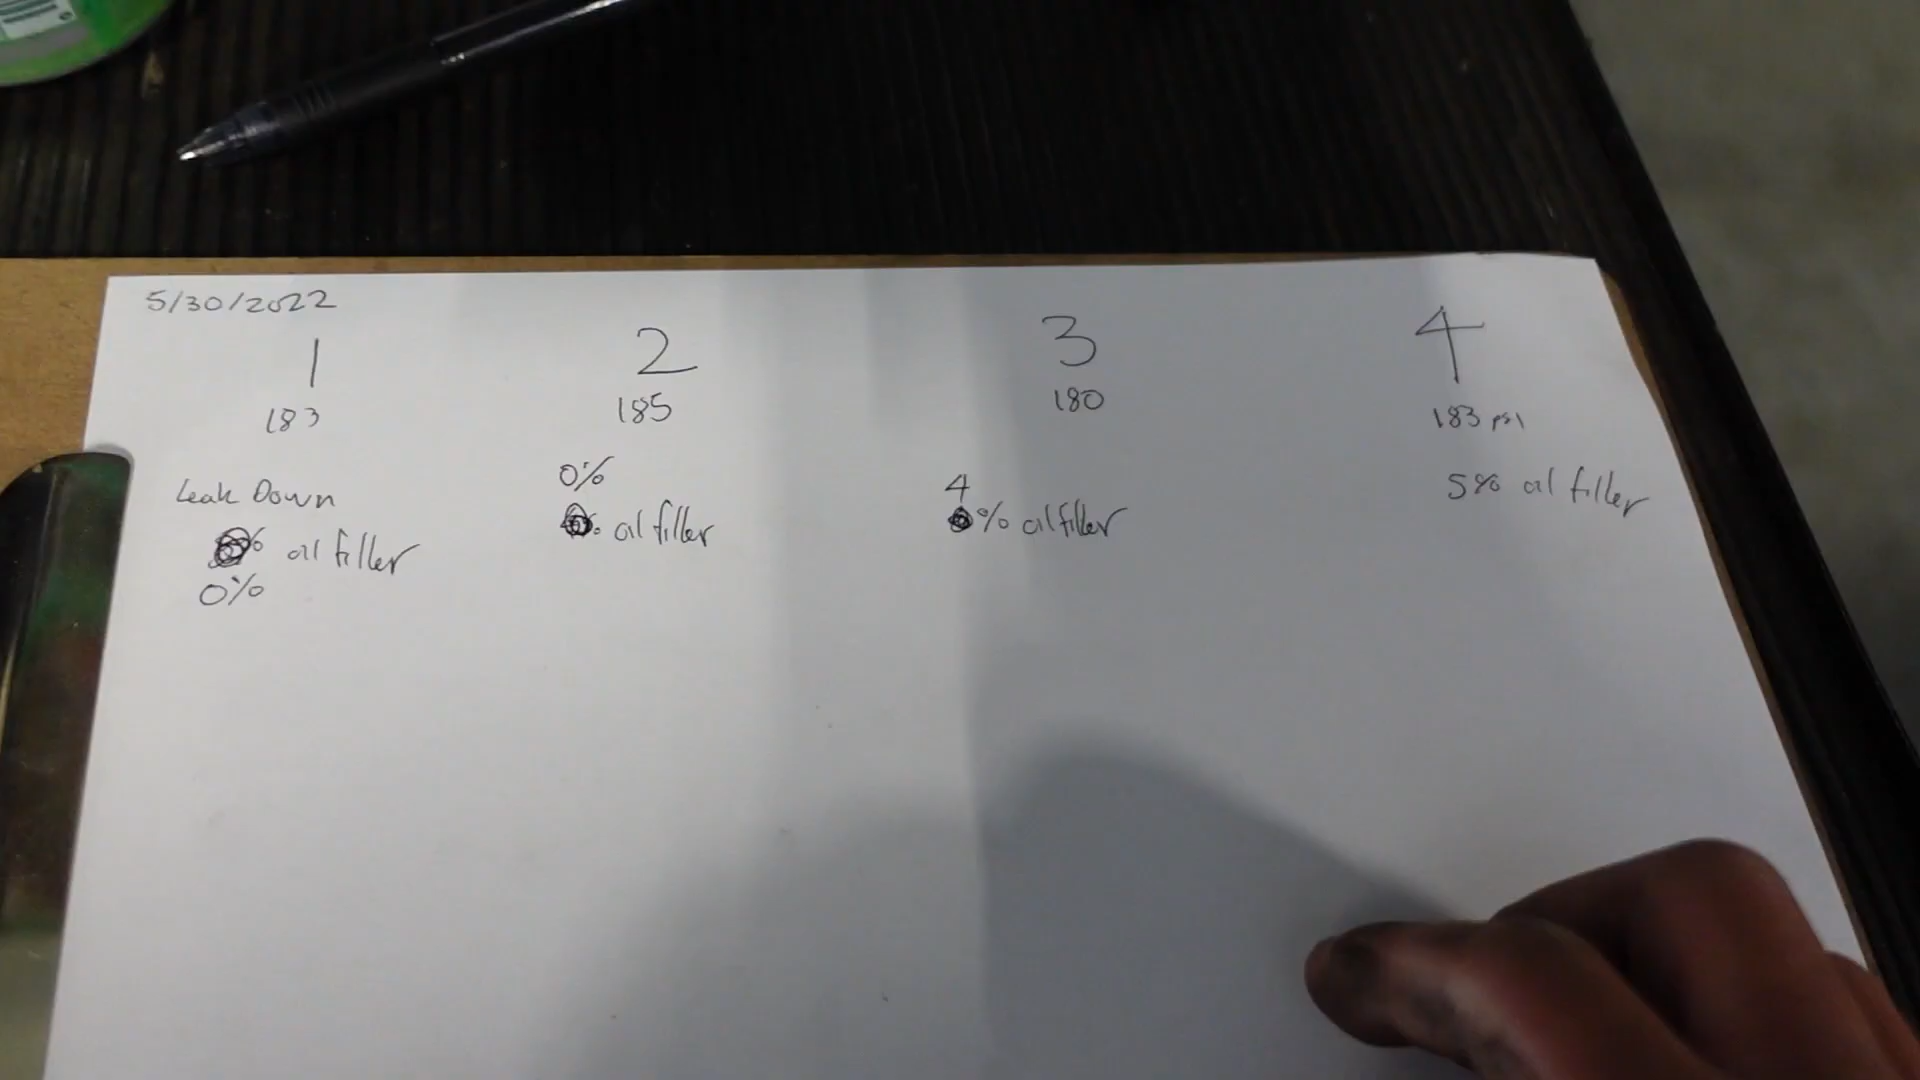 5/30/2022
1 2 3 4
183 185 180 183 psi
Leak Down
oil filler
0%
0%
oil filler
4
% oil filler
5% oil filler